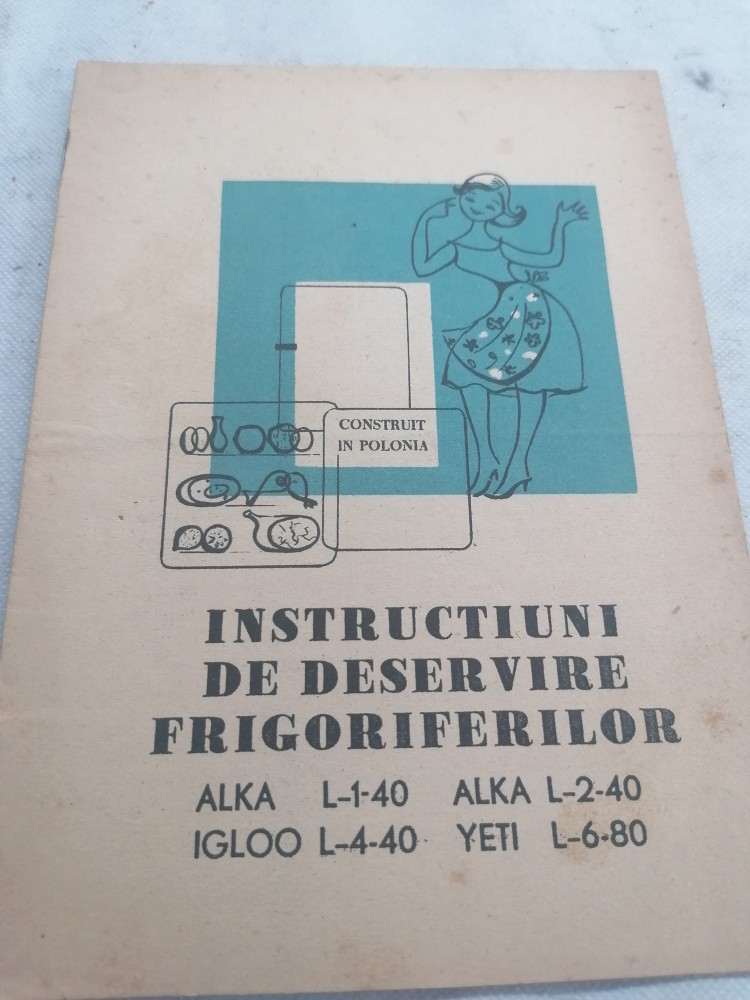 CONSTRUIT
IN POLONIA
INSTRUCTIUNI
DE DESERVIRE
FRIGORIFERILOR
ALKA L-1-40 ALKA L-2-40
IGLOO L-4-40 YETI L-6-80